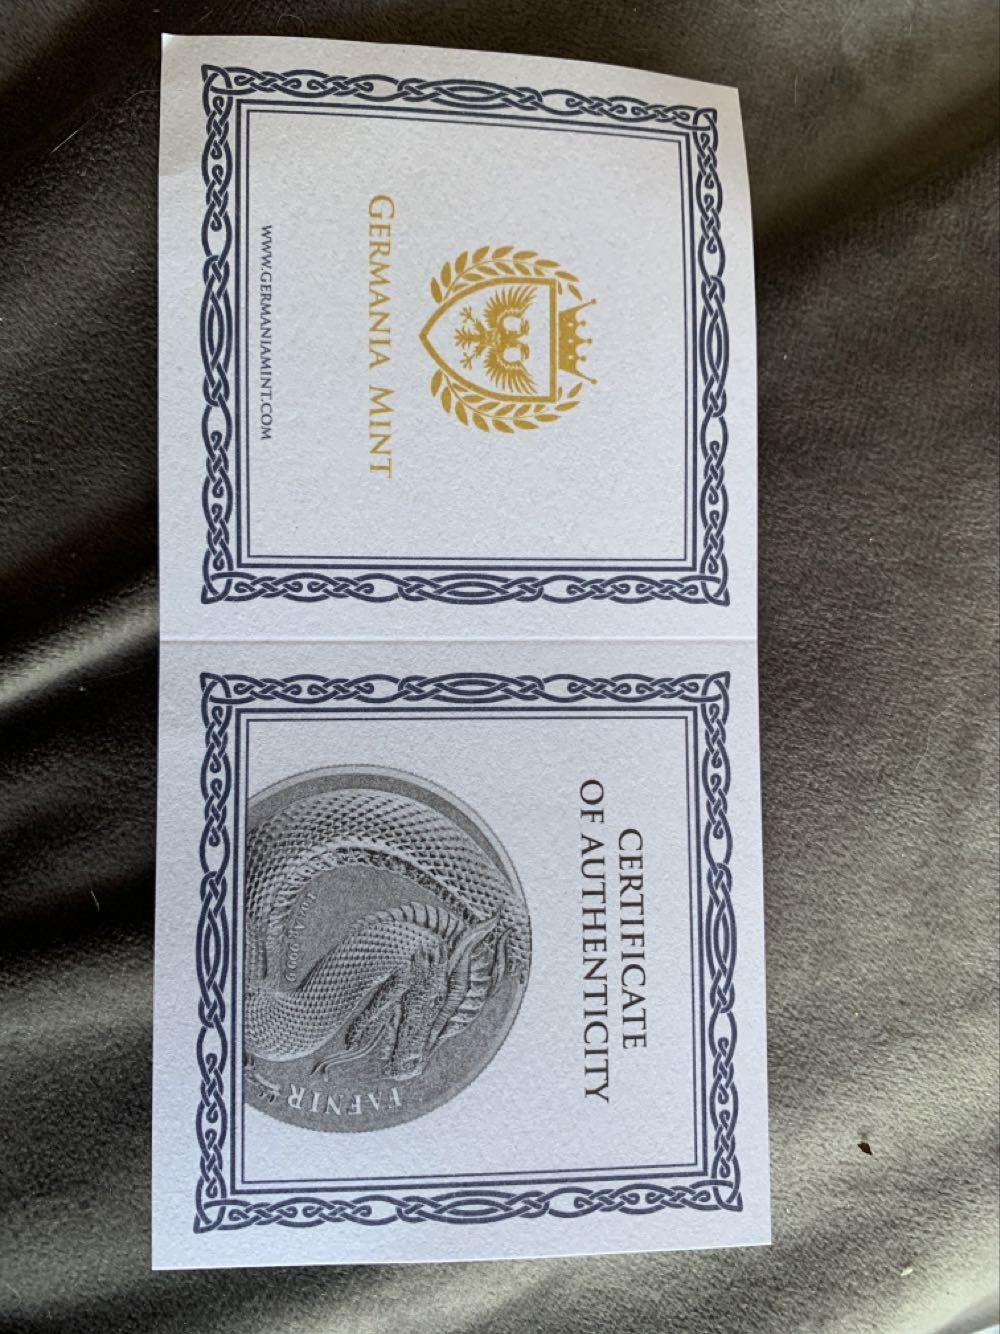 GERMANIA MINT
WWW.GERMANIAMINT.COM
CERTIFICATE
OF AUTHENTICITY
FAFNIR